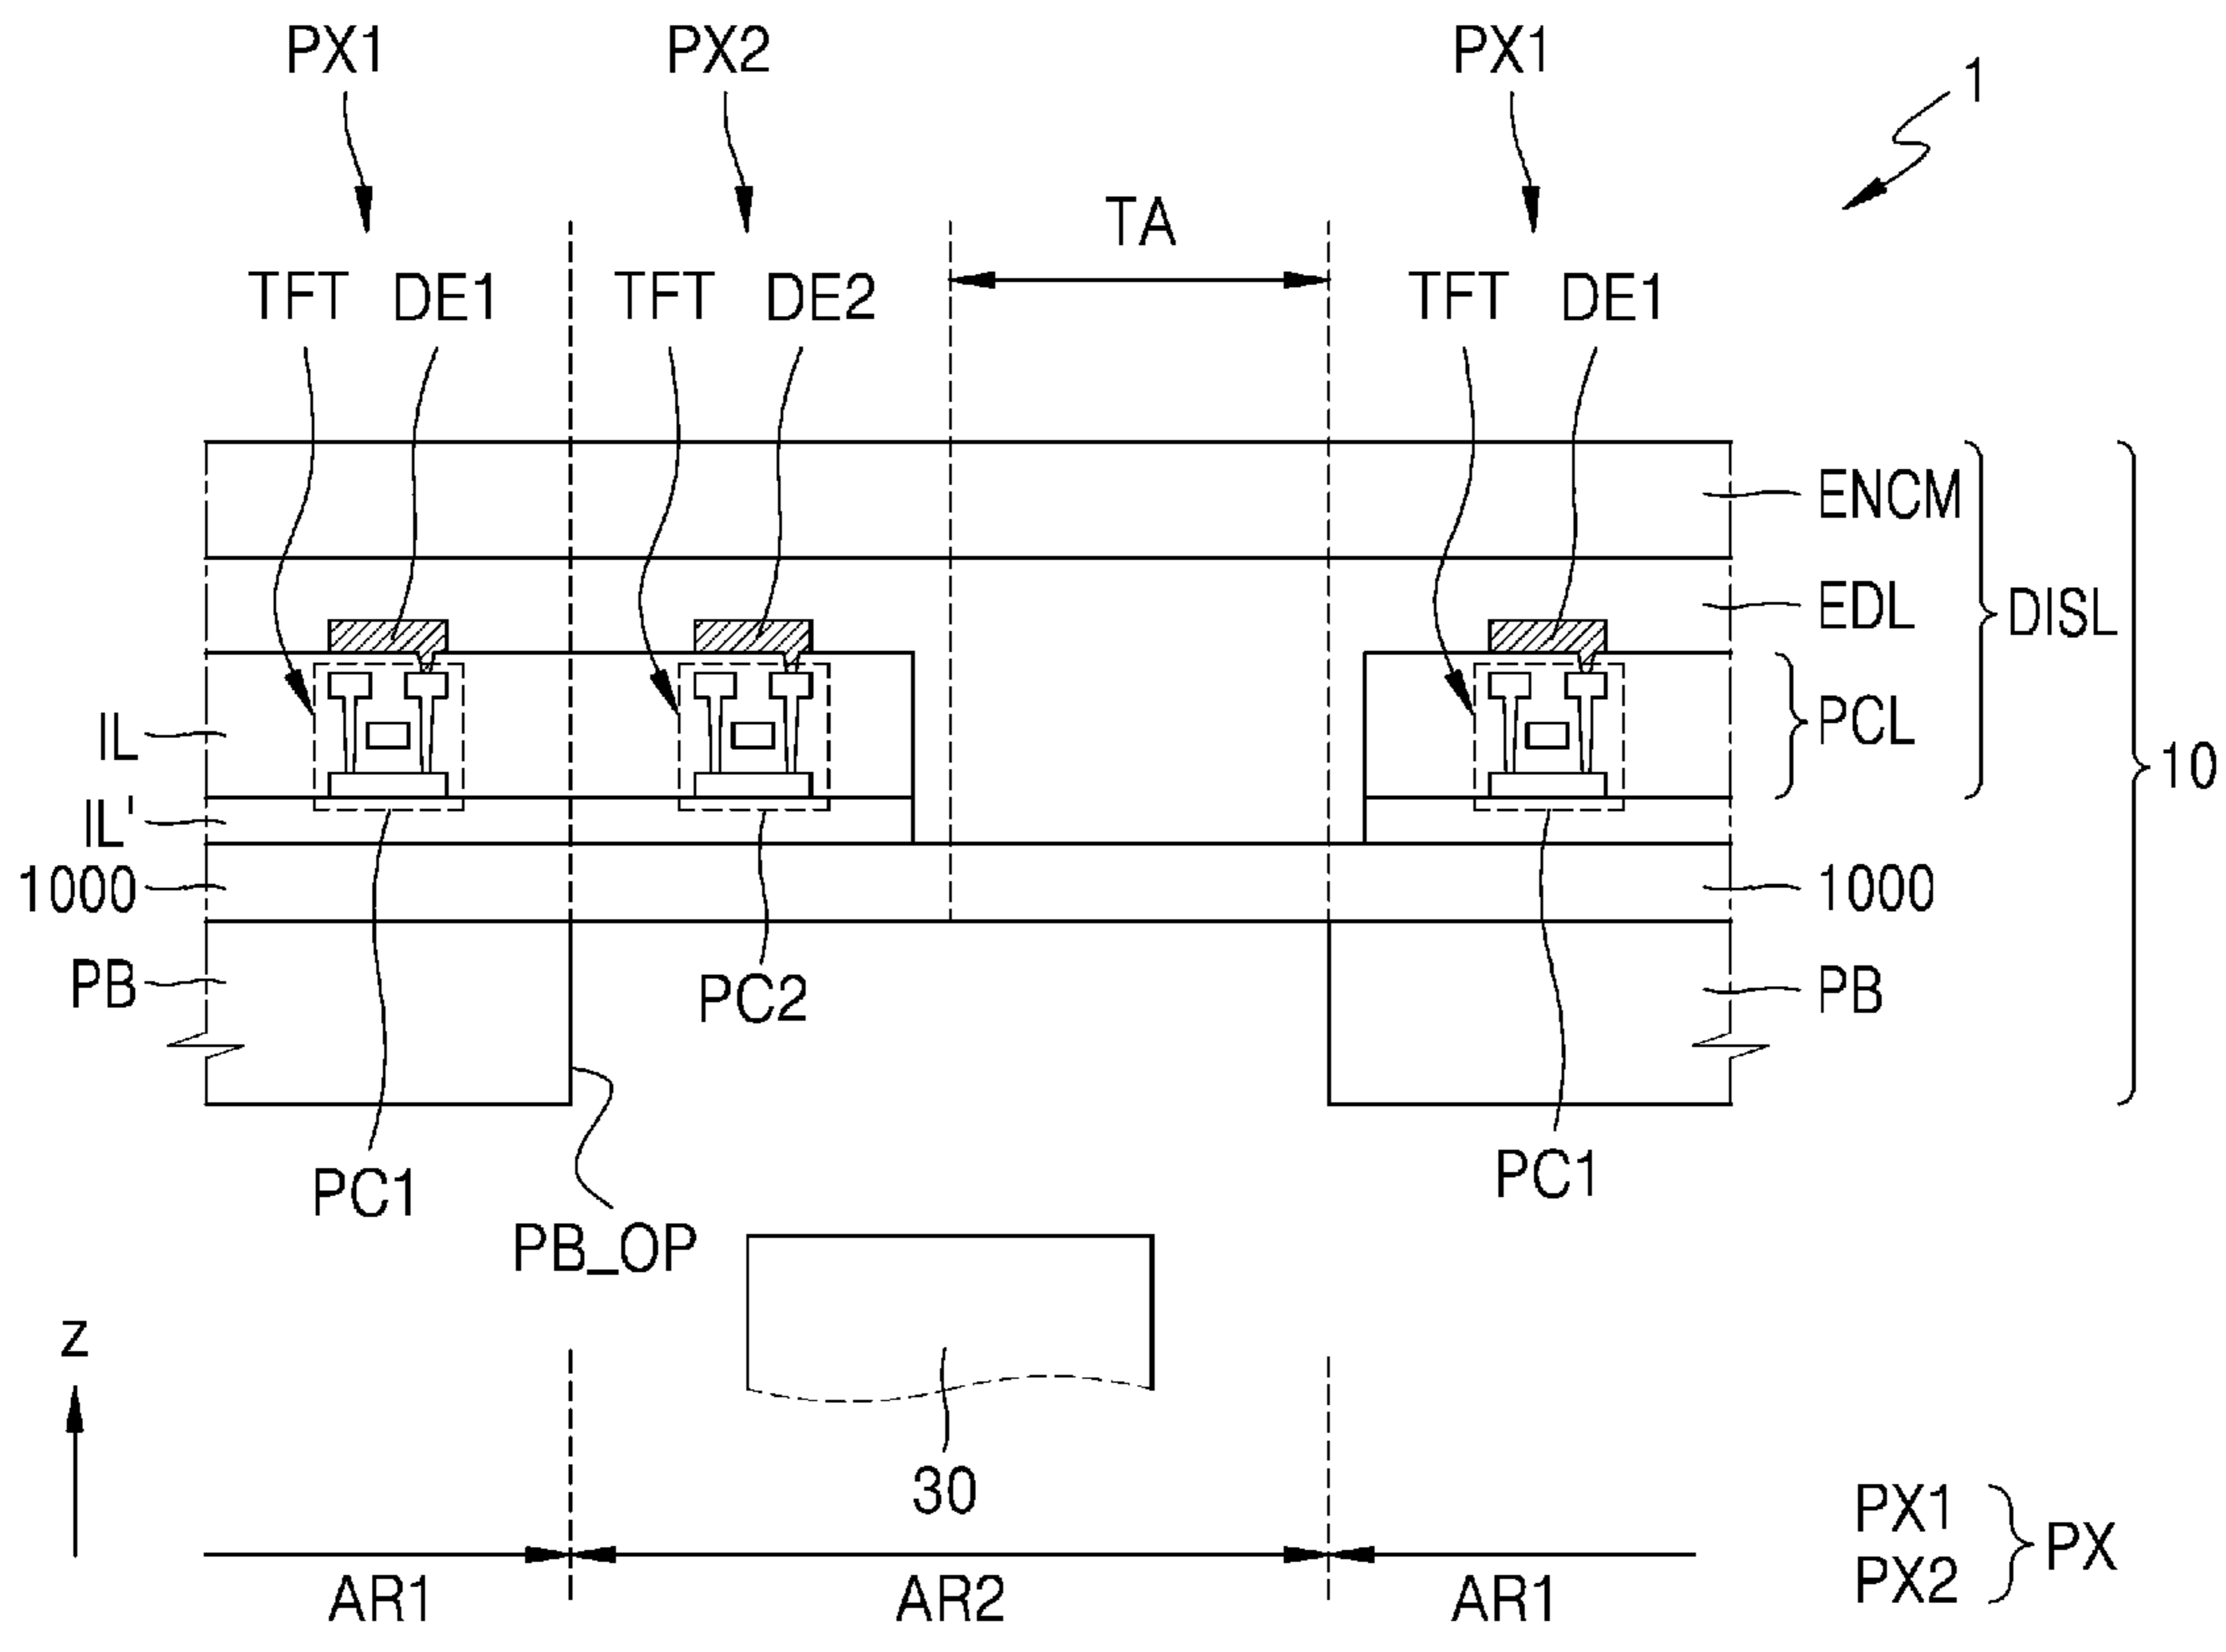 PX1 PX2 PX1 1
TA
TFT DE1 TFT DE2 TFT DE1
ENCM
EDL
DISL
IL
PCL
10
IL'
1000 1000
PB PC2 PB
PC1 PC1
PB_OP
z
30
PX1
PX2
PX
AR1 AR2 AR1